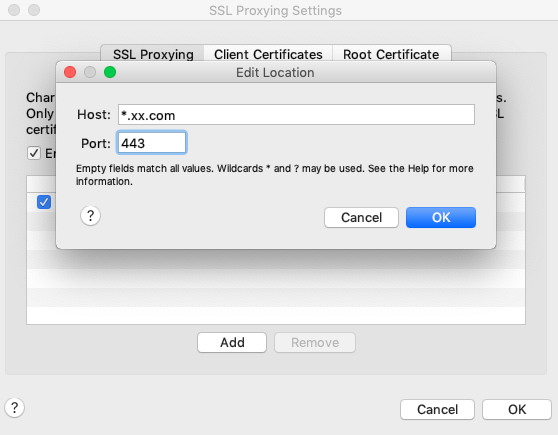 SSL Proxying Settings
SSL Proxying
Client Certificates
Root Certificate
Edit Location
Char
s.
Host: *.xx.com
Only
L
certif
Port: 443
Empty fields match all values. Wildcards * and ? may be used. See the Help for more
information.
?
Cancel
OK
Add
Remove
?
Cancel
OK